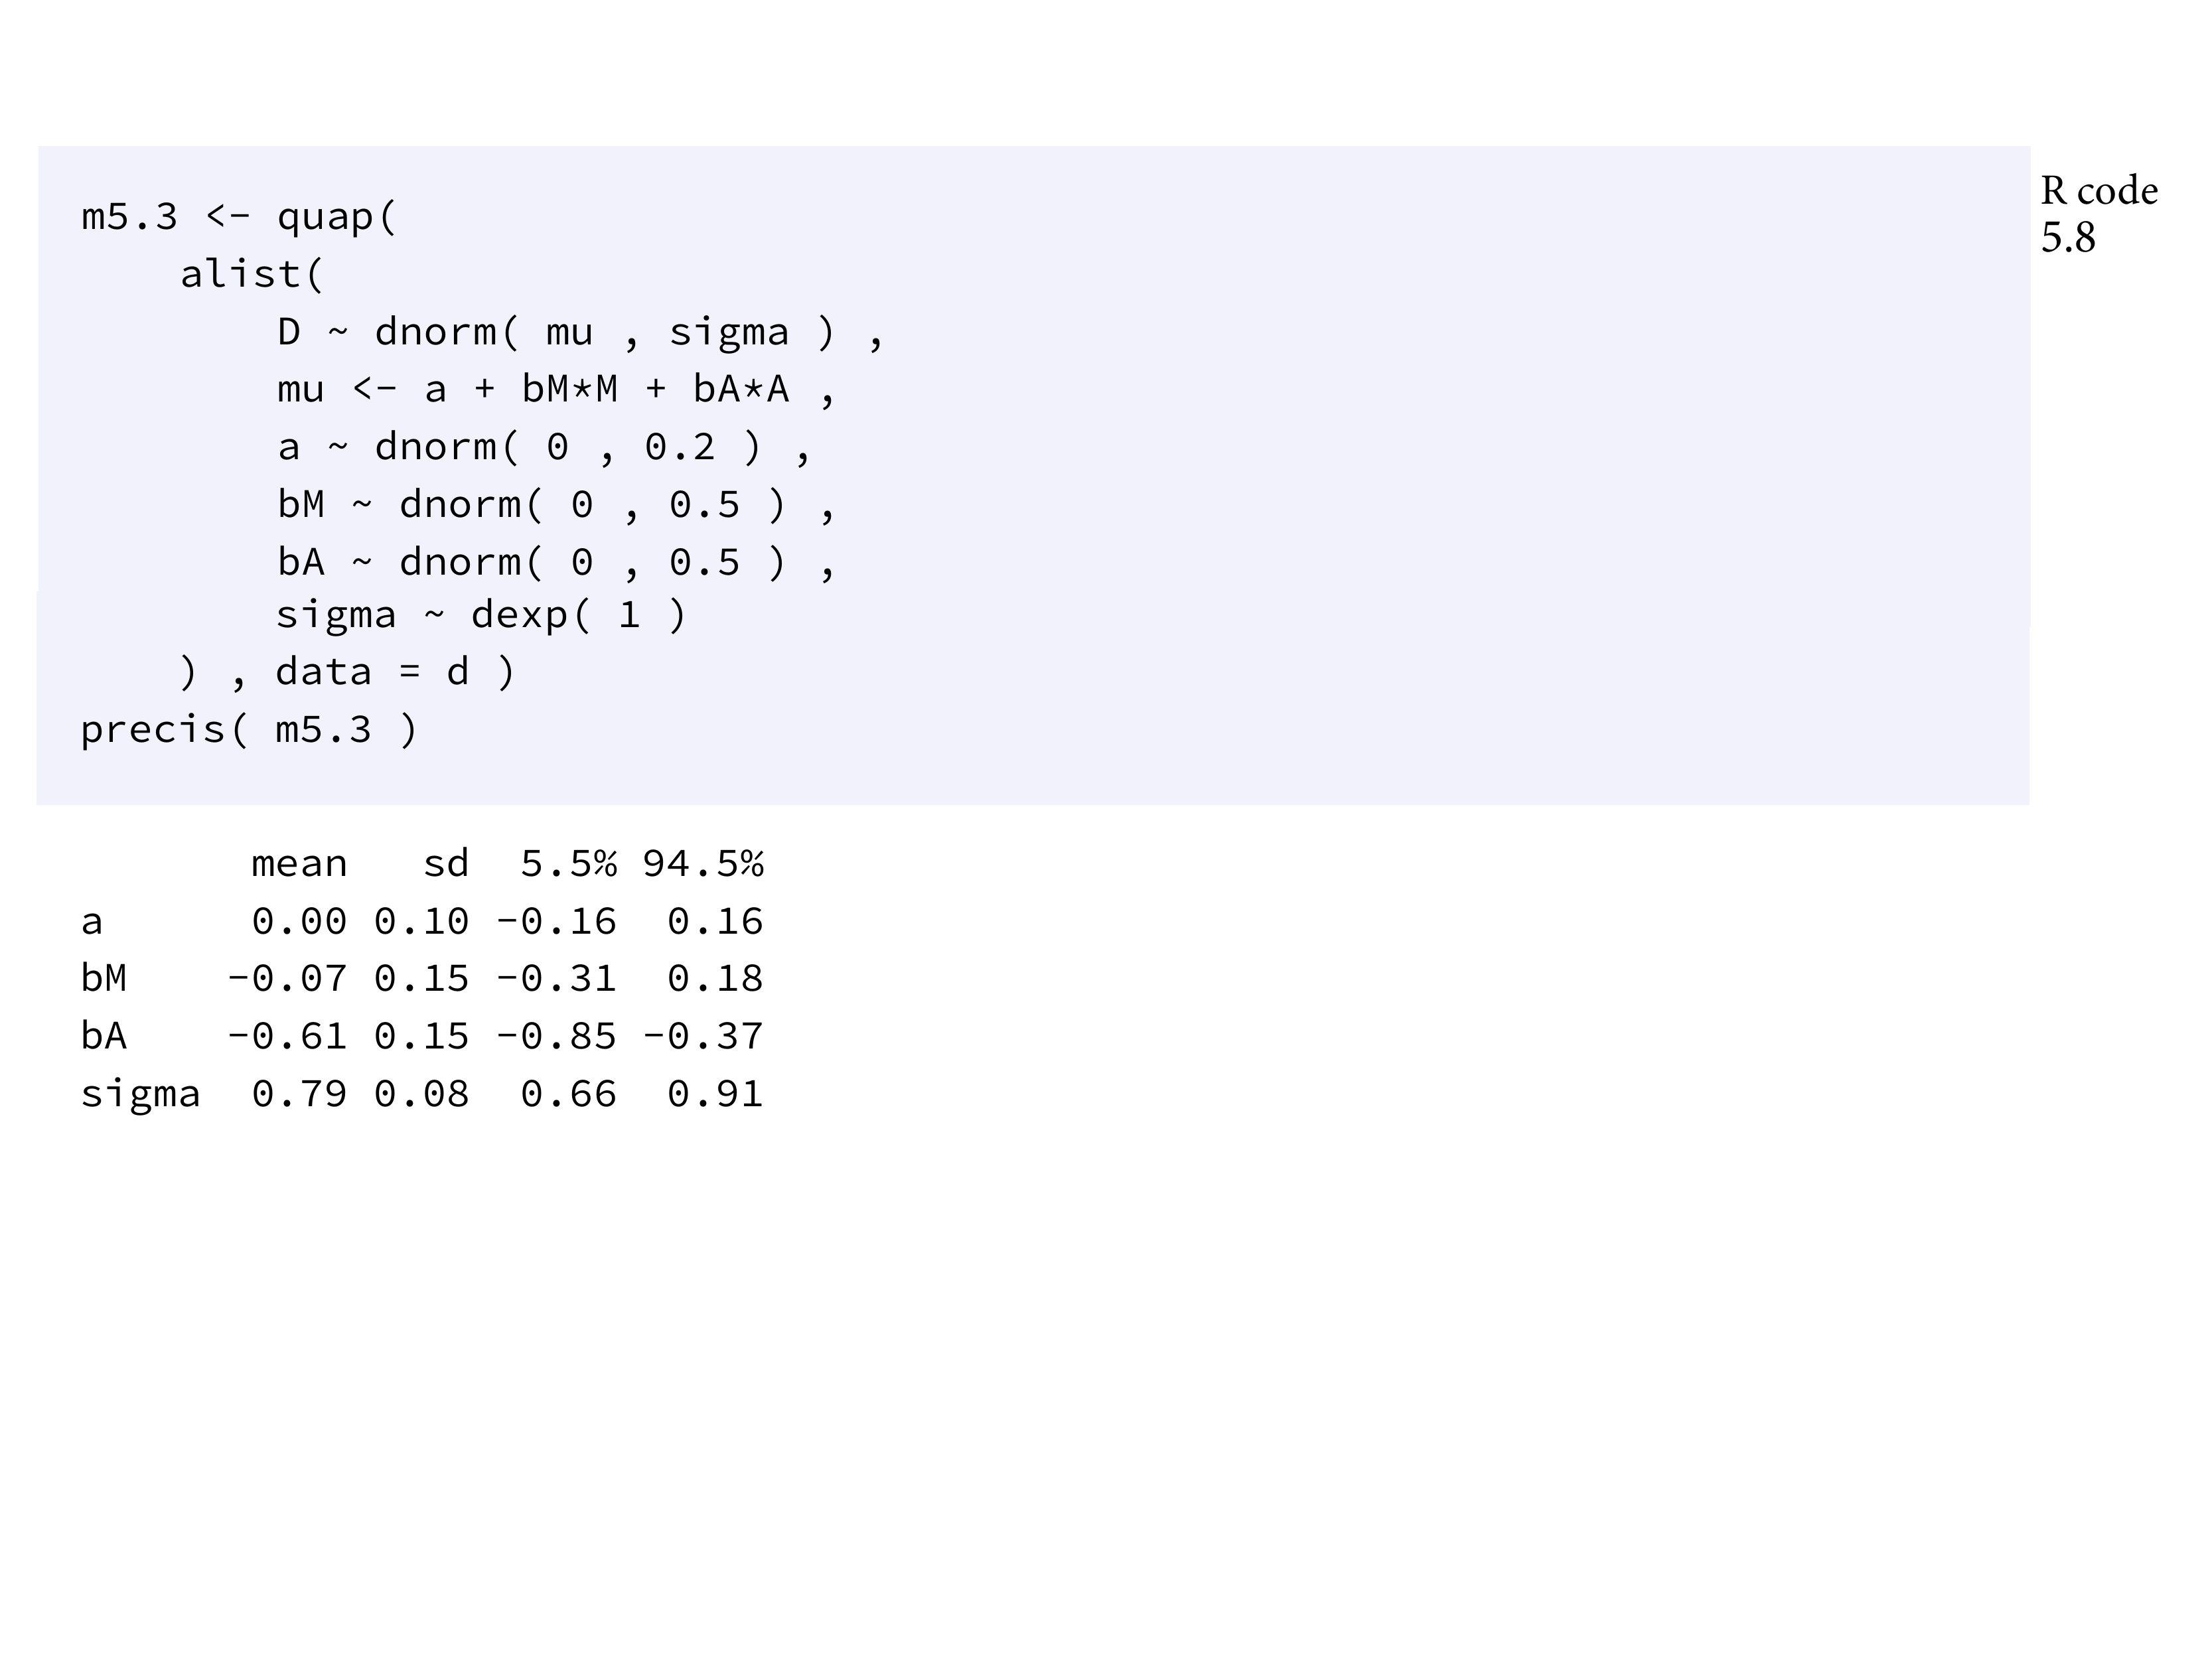 m5.3 <- quap(
    alist(
        D ~ dnorm( mu , sigma ) ,
        mu <- a + bM*M + bA*A ,
        a ~ dnorm( 0 , 0.2 ) ,
        bM ~ dnorm( 0 , 0.5 ) ,
        bA ~ dnorm( 0 , 0.5 ) ,
        sigma ~ dexp( 1 )
    ) , data = d )
precis( m5.3 )
R code
5.8
       mean   sd  5.5% 94.5%
a      0.00 0.10 −0.16  0.16
bM    −0.07 0.15 −0.31  0.18
bA    −0.61 0.15 −0.85 −0.37
sigma  0.79 0.08  0.66  0.91